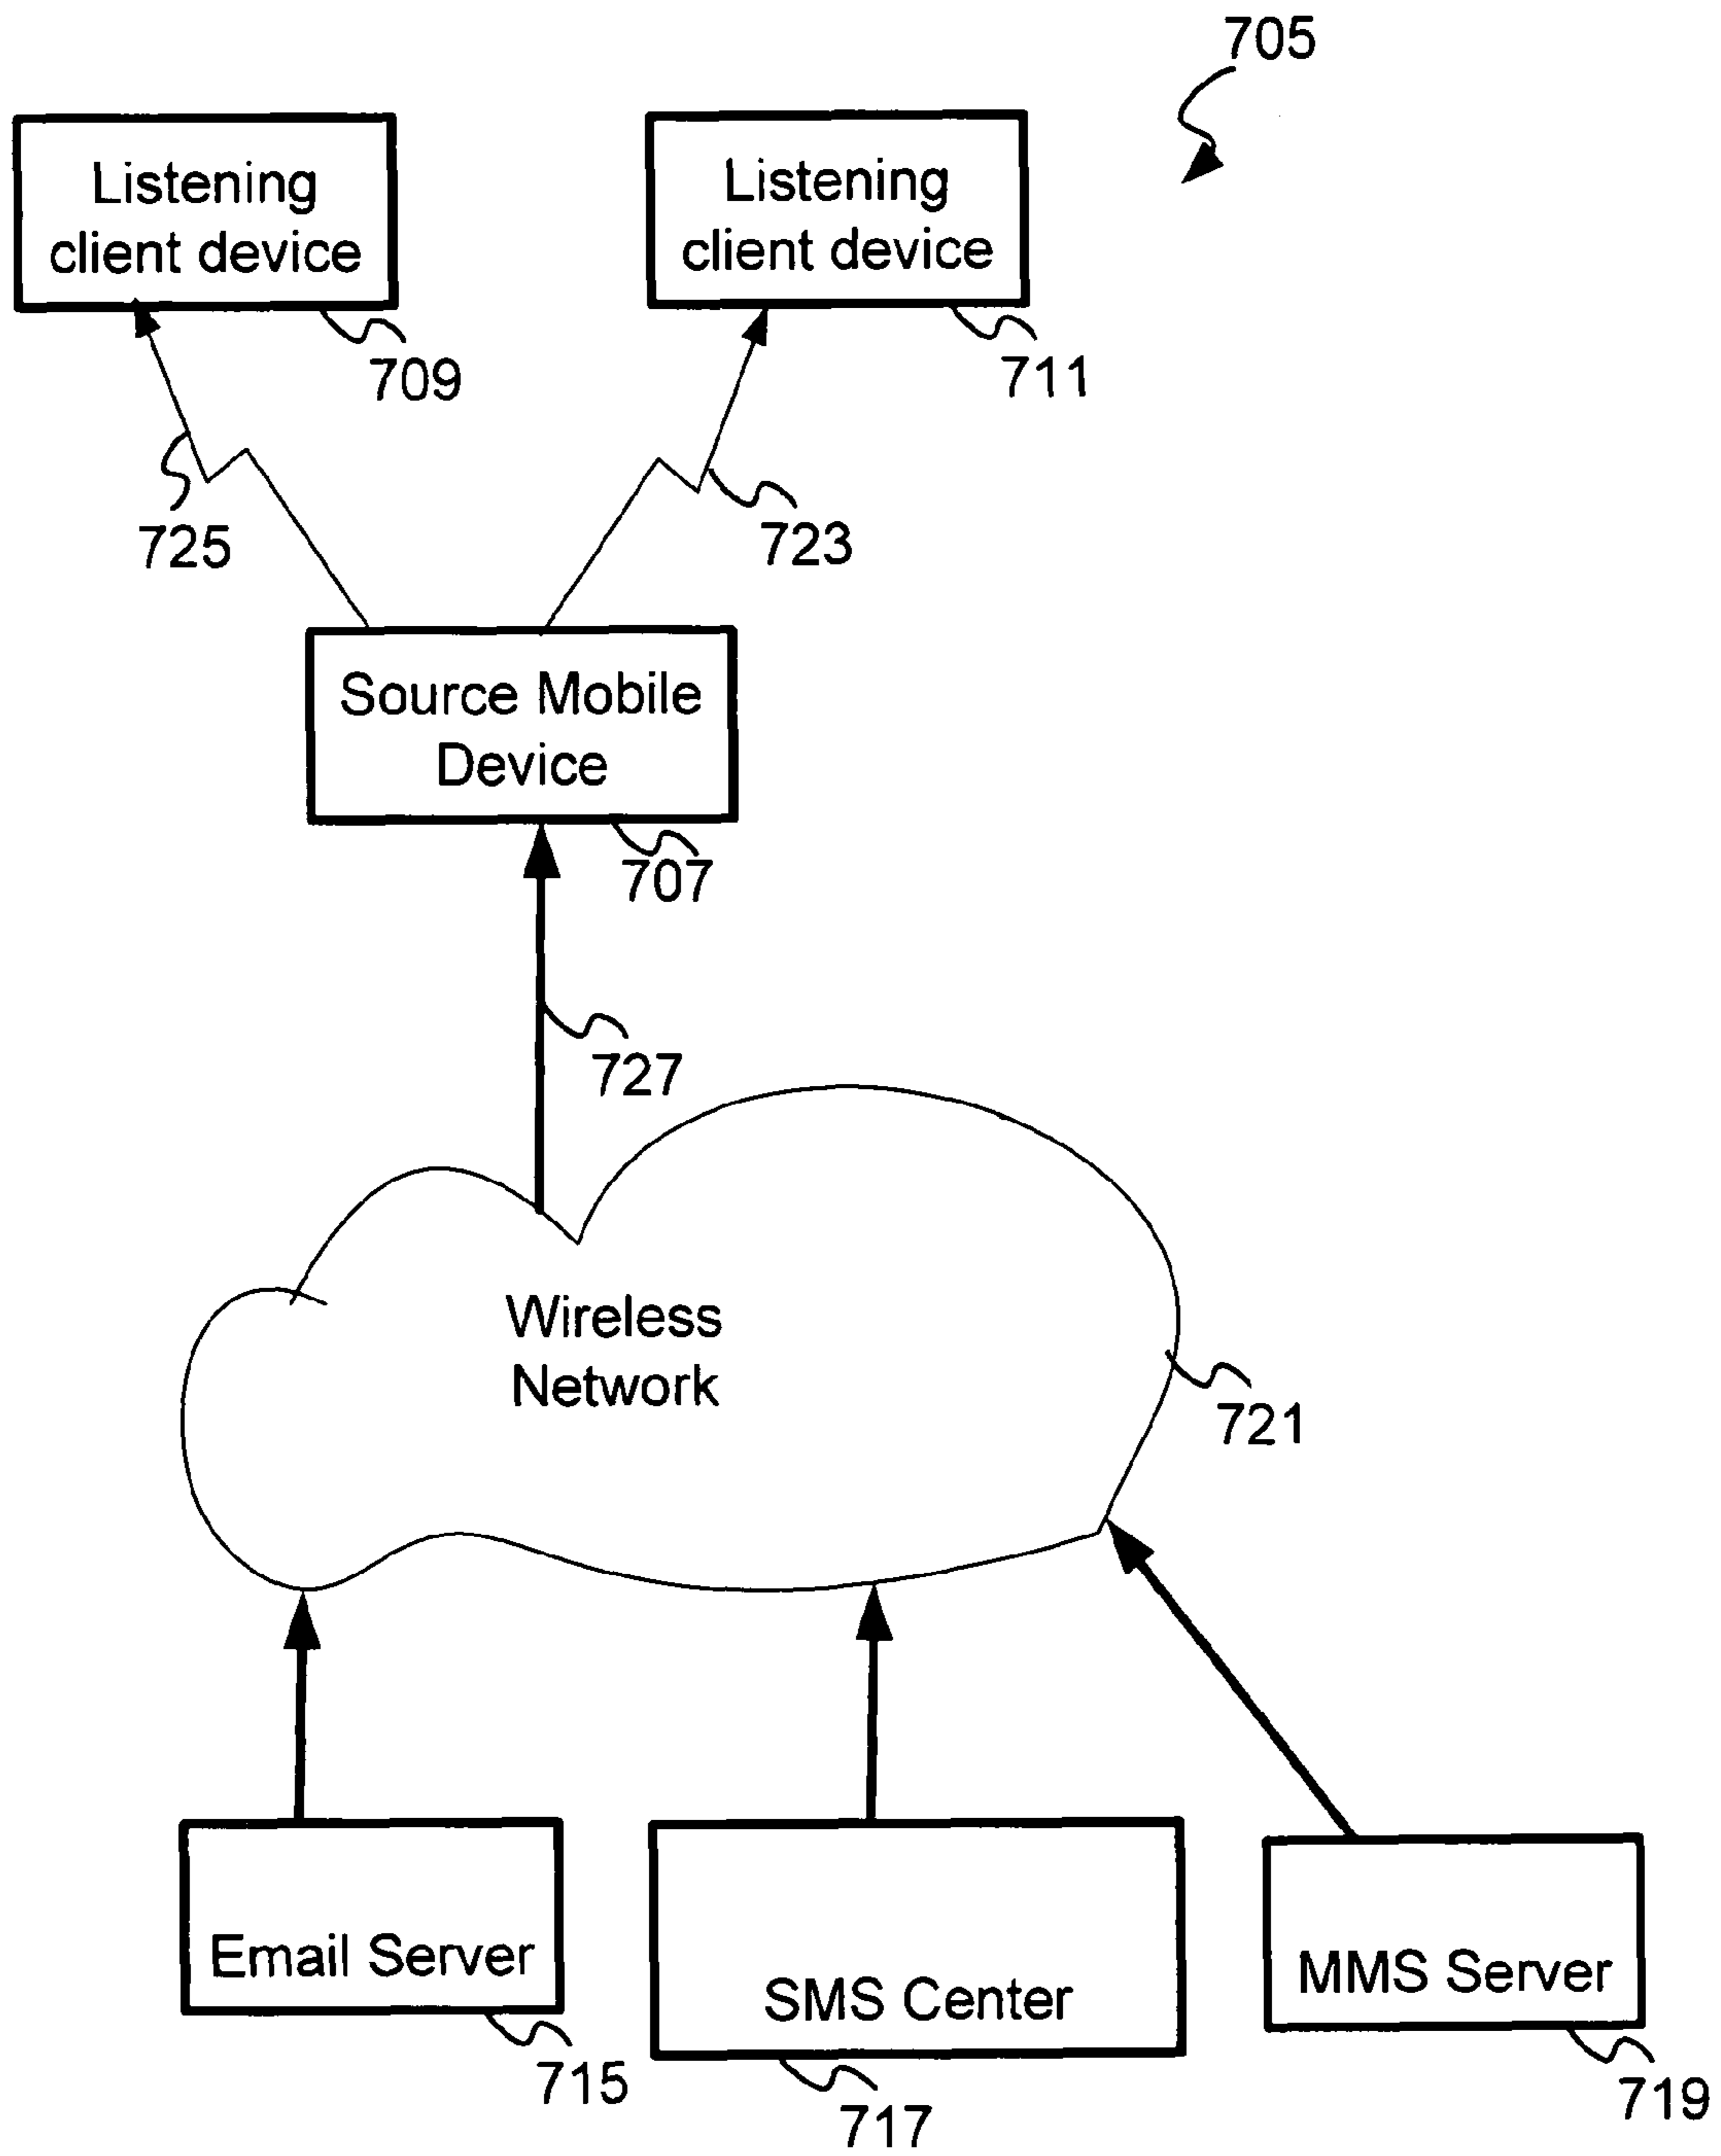 705
Listening
client device
Listening
client device
709
711
725
723
Source Mobile
Device
707
727
Wireless
Network
721
Email Server
SMS Center
MMS Server
715
717
719